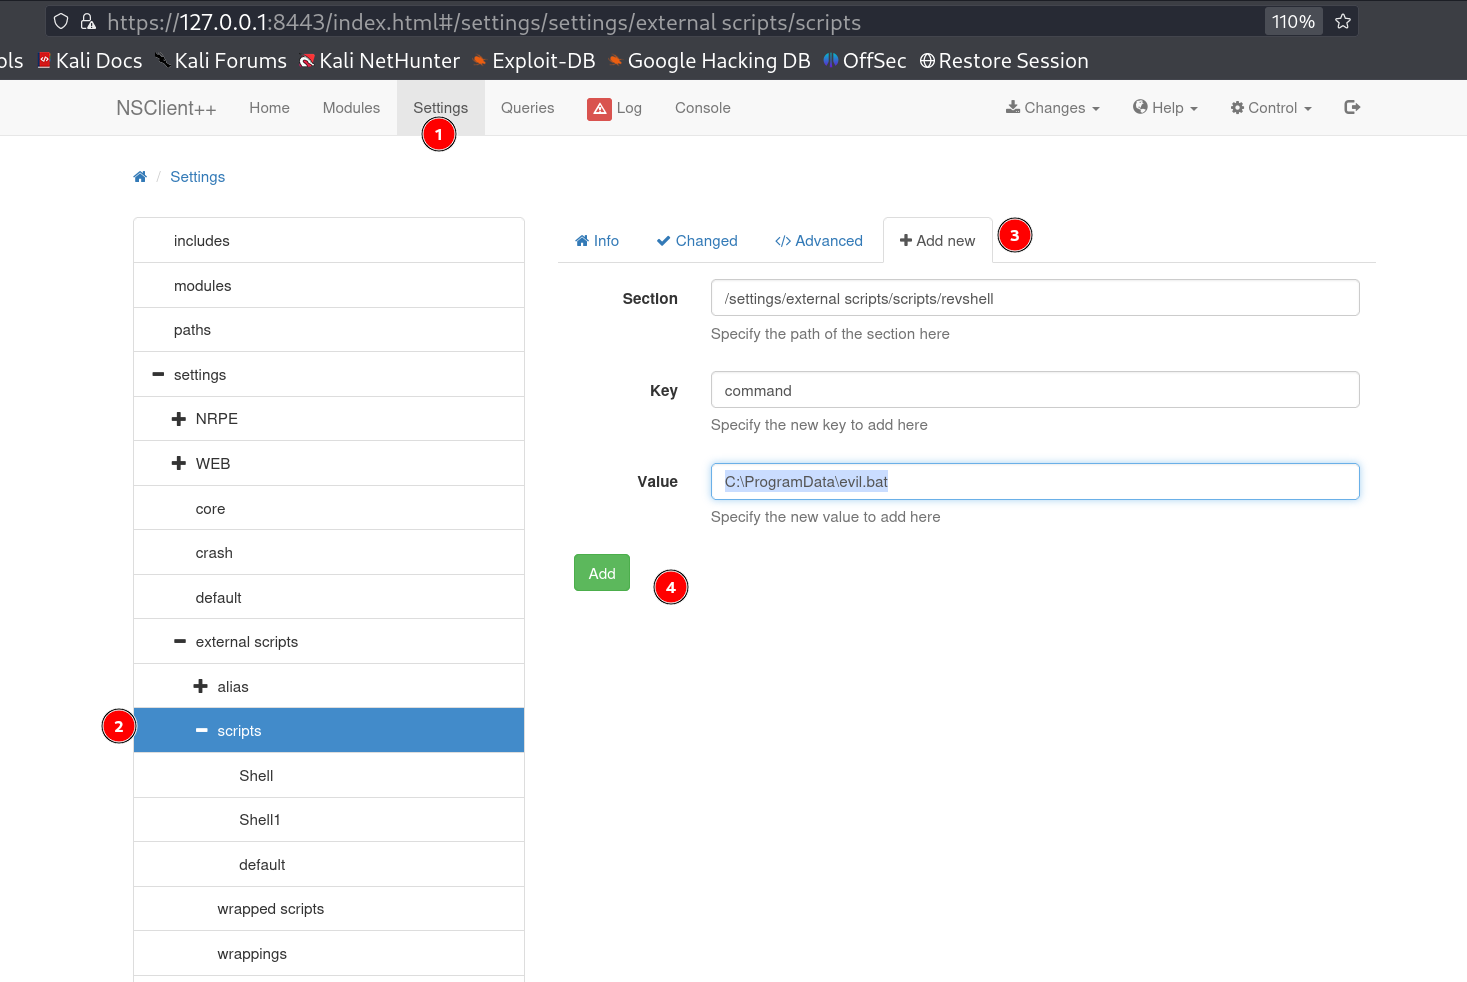 https://127.0.0.1:8443/index.html#/settings/settings/external scripts/scripts 110%
ols Kali Docs Kali Forums Kali NetHunter Exploit-DB Google Hacking DB OffSec Restore Session
NSClient++ Home Modules Settings Queries Log Console Changes Help Control
1
/ Settings
includes
modules
paths
settings
NRPE
WEB
core
crash
default
external scripts
alias
2
scripts
Shell
Shell1
default
wrapped scripts
wrappings
Info Changed </> Advanced Add new 3
Section /settings/external scripts/scripts/revshell
Specify the path of the section here
Key command
Specify the new key to add here
Value C:\ProgramData\evil.bat
Specify the new value to add here
Add 4